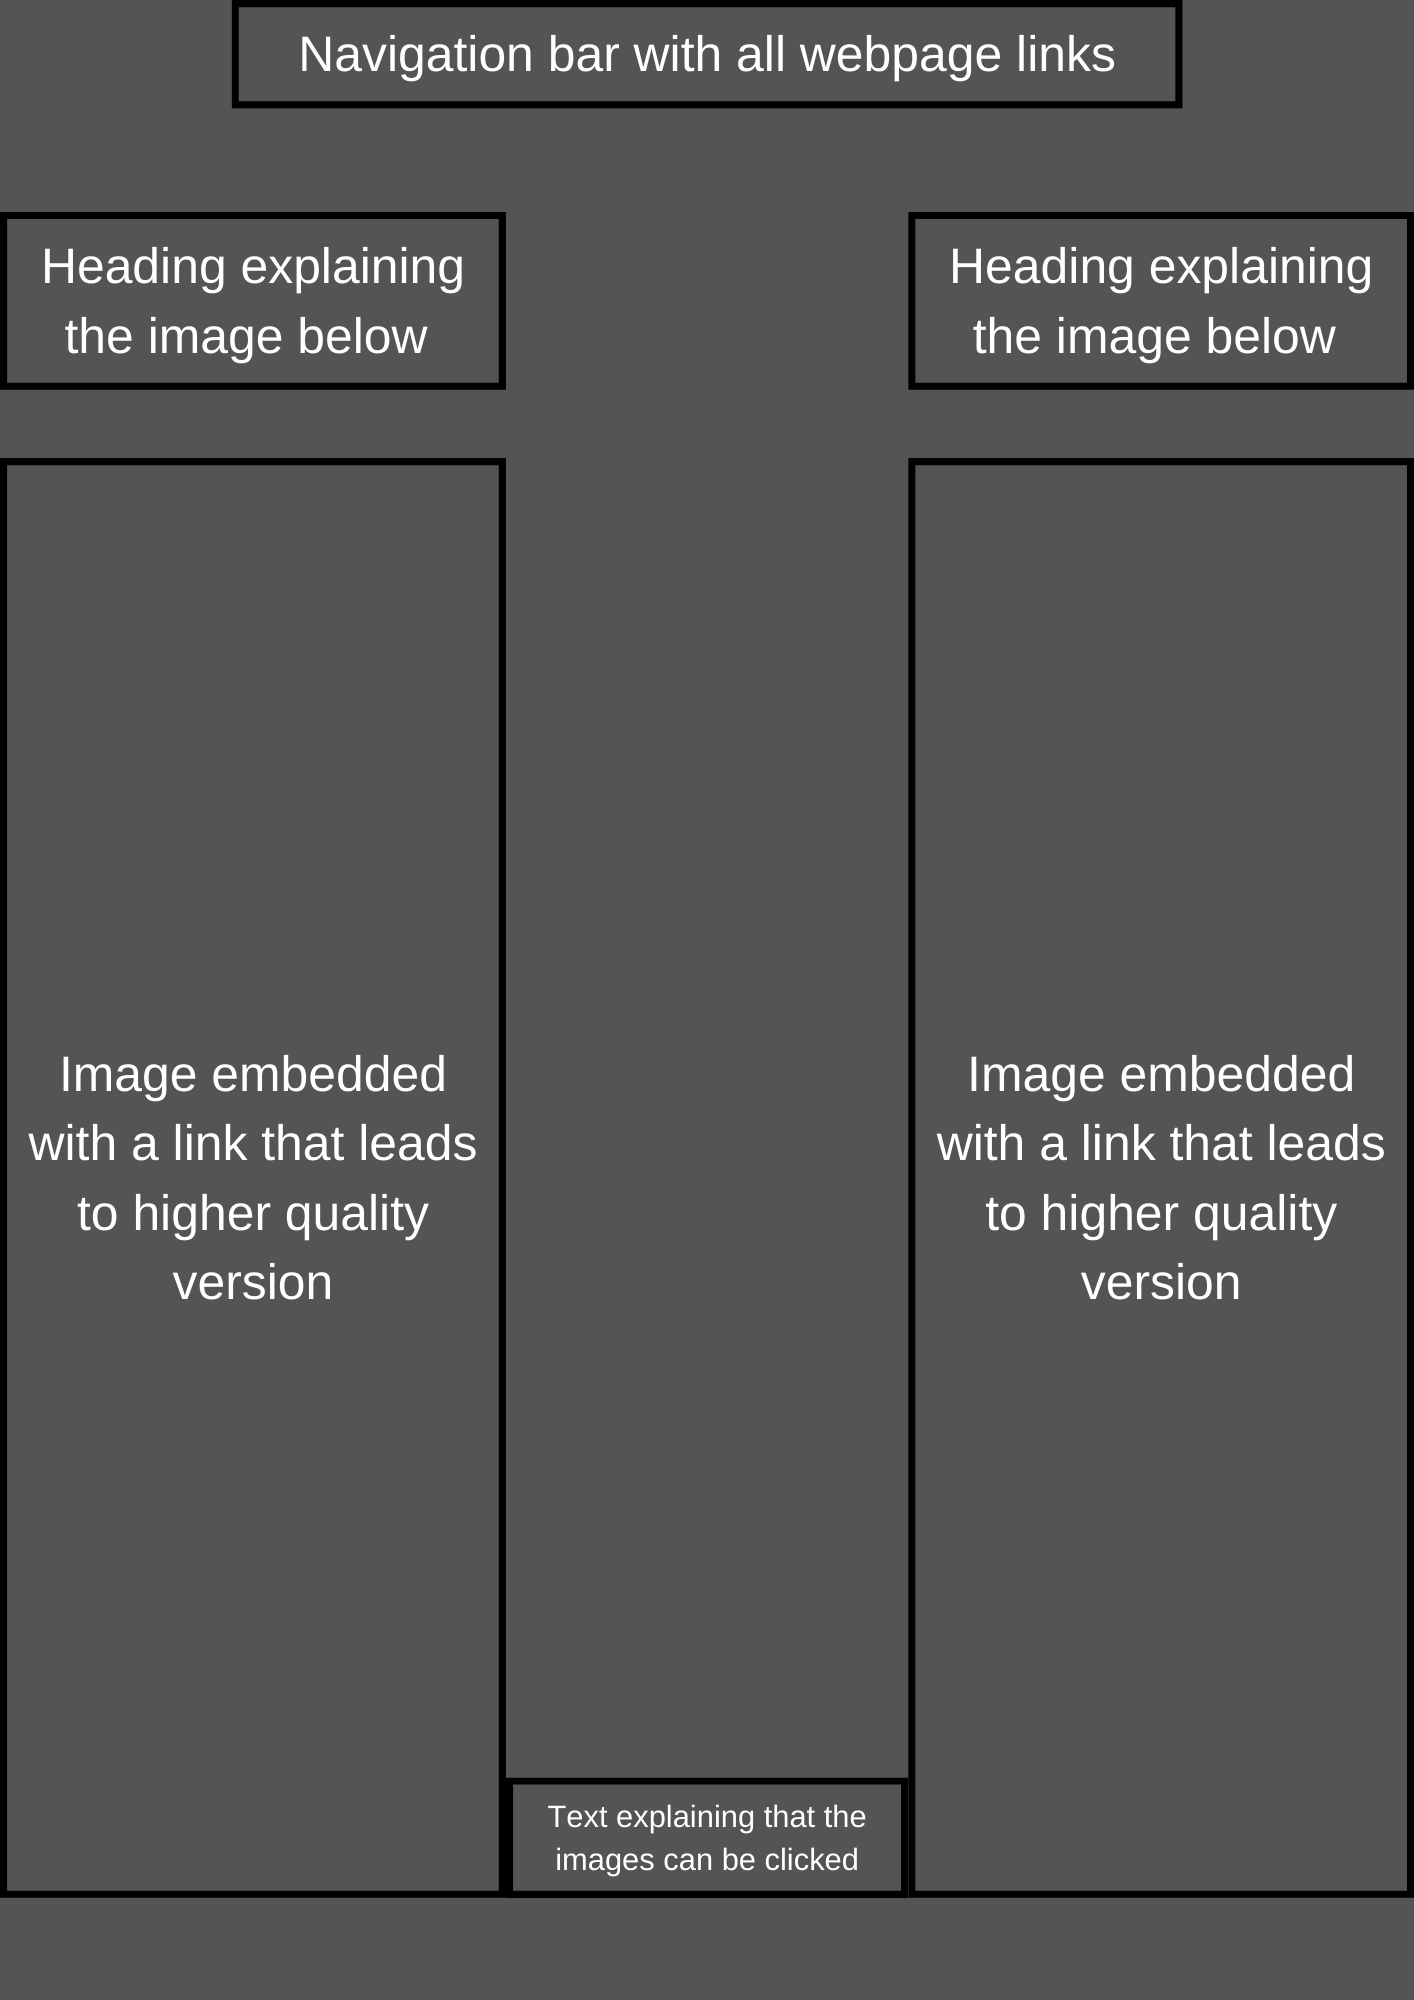 Navigation bar with all webpage links
Heading explaining
the image below
Heading explaining
the image below
Image embedded
with a link that leads
to higher quality
version
Image embedded
with a link that leads
to higher quality
version
Text explaining that the
images can be clicked